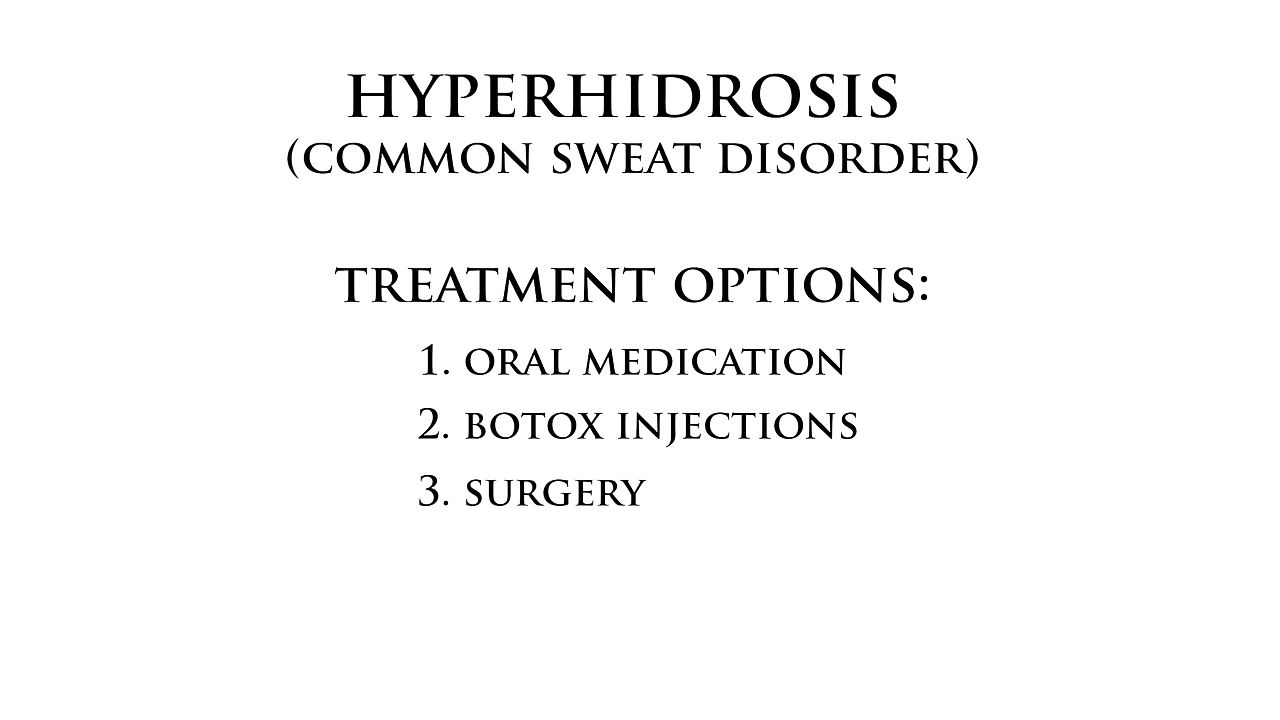 HYPERHIDROSIS
(COMMON SWEAT DISORDER)
TREATMENT OPTIONS:
1. ORAL MEDICATION
2. BOTOX INJECTIONS
3. SURGERY